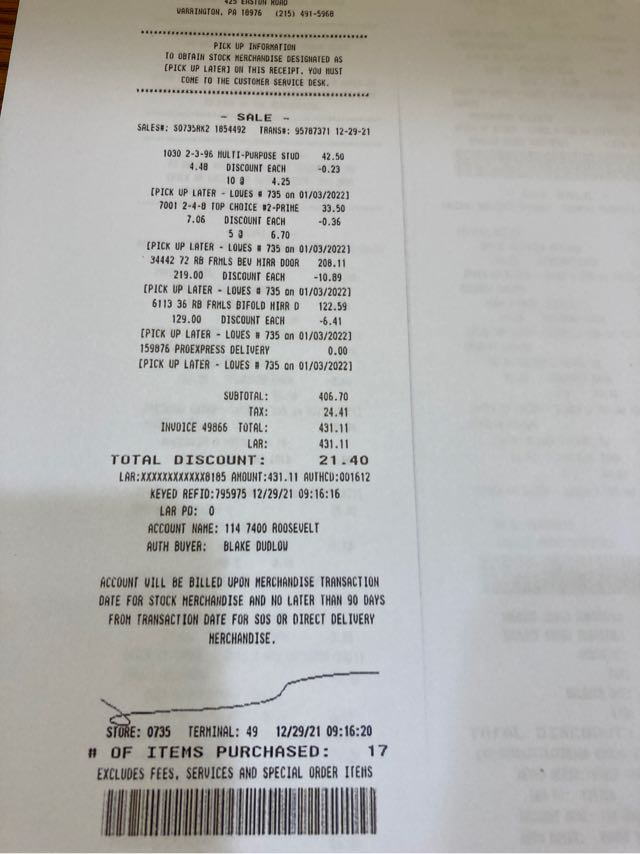 425 EASTON ROAD
WARRINGTON, PA 18976 (215) 491-5968
PICK UP INFORMATION
TO OBTAIN STOCK MERCHANDISE DESIGNATED AS
[PICK UP LATER] ON THIS RECEIPT, YOU MUST
COME TO THE CUSTOMER SERVICE DESK.
- SALE -
SALES#: S0735RK2 1854492 TRANS#: 95787371 12-29-21
1030 2-3-96 MULTI-PURPOSE STUD 42.50
4.48 DISCOUNT EACH -0.23
10 @ 4.25
[PICK UP LATER - LOWES # 735 on 01/03/2022]
7001 2-4-8 TOP CHOICE #2-PRIME 33.50
7.06 DISCOUNT EACH -0.36
5 @ 6.70
[PICK UP LATER - LOWES # 735 on 01/03/2022]
34442 72 RB FRMLS BEV MIRR DOOR 208.11
219.00 DISCOUNT EACH -10.89
[PICK UP LATER - LOWES # 735 on 01/03/2022]
6113 36 RB FRMLS BIFOLD MIRR D 122.59
129.00 DISCOUNT EACH -6.41
[PICK UP LATER - LOWES # 735 on 01/03/2022]
159876 PROEXPRESS DELIVERY 0.00
[PICK UP LATER - LOWES # 735 on 01/03/2022]
SUBTOTAL: 406.70
TAX: 24.41
INVOICE 49866 TOTAL: 431.11
LAR: 431.11
TOTAL DISCOUNT: 21.40
LAR:XXXXXXXXXXXX8185 AMOUNT:431.11 AUTHCD:001612
KEYED REFID:795975 12/29/21 09:16:16
LAR PO: 0
ACCOUNT NAME: 114 7400 ROOSEVELT
AUTH BUYER: BLAKE DUDLOW
ACCOUNT WILL BE BILLED UPON MERCHANDISE TRANSACTION
DATE FOR STOCK MERCHANDISE AND NO LATER THAN 90 DAYS
FROM TRANSACTION DATE FOR SOS OR DIRECT DELIVERY
MERCHANDISE.
STORE: 0735 TERMINAL: 49 12/29/21 09:16:20
# OF ITEMS PURCHASED: 17
EXCLUDES FEES, SERVICES AND SPECIAL ORDER ITEMS